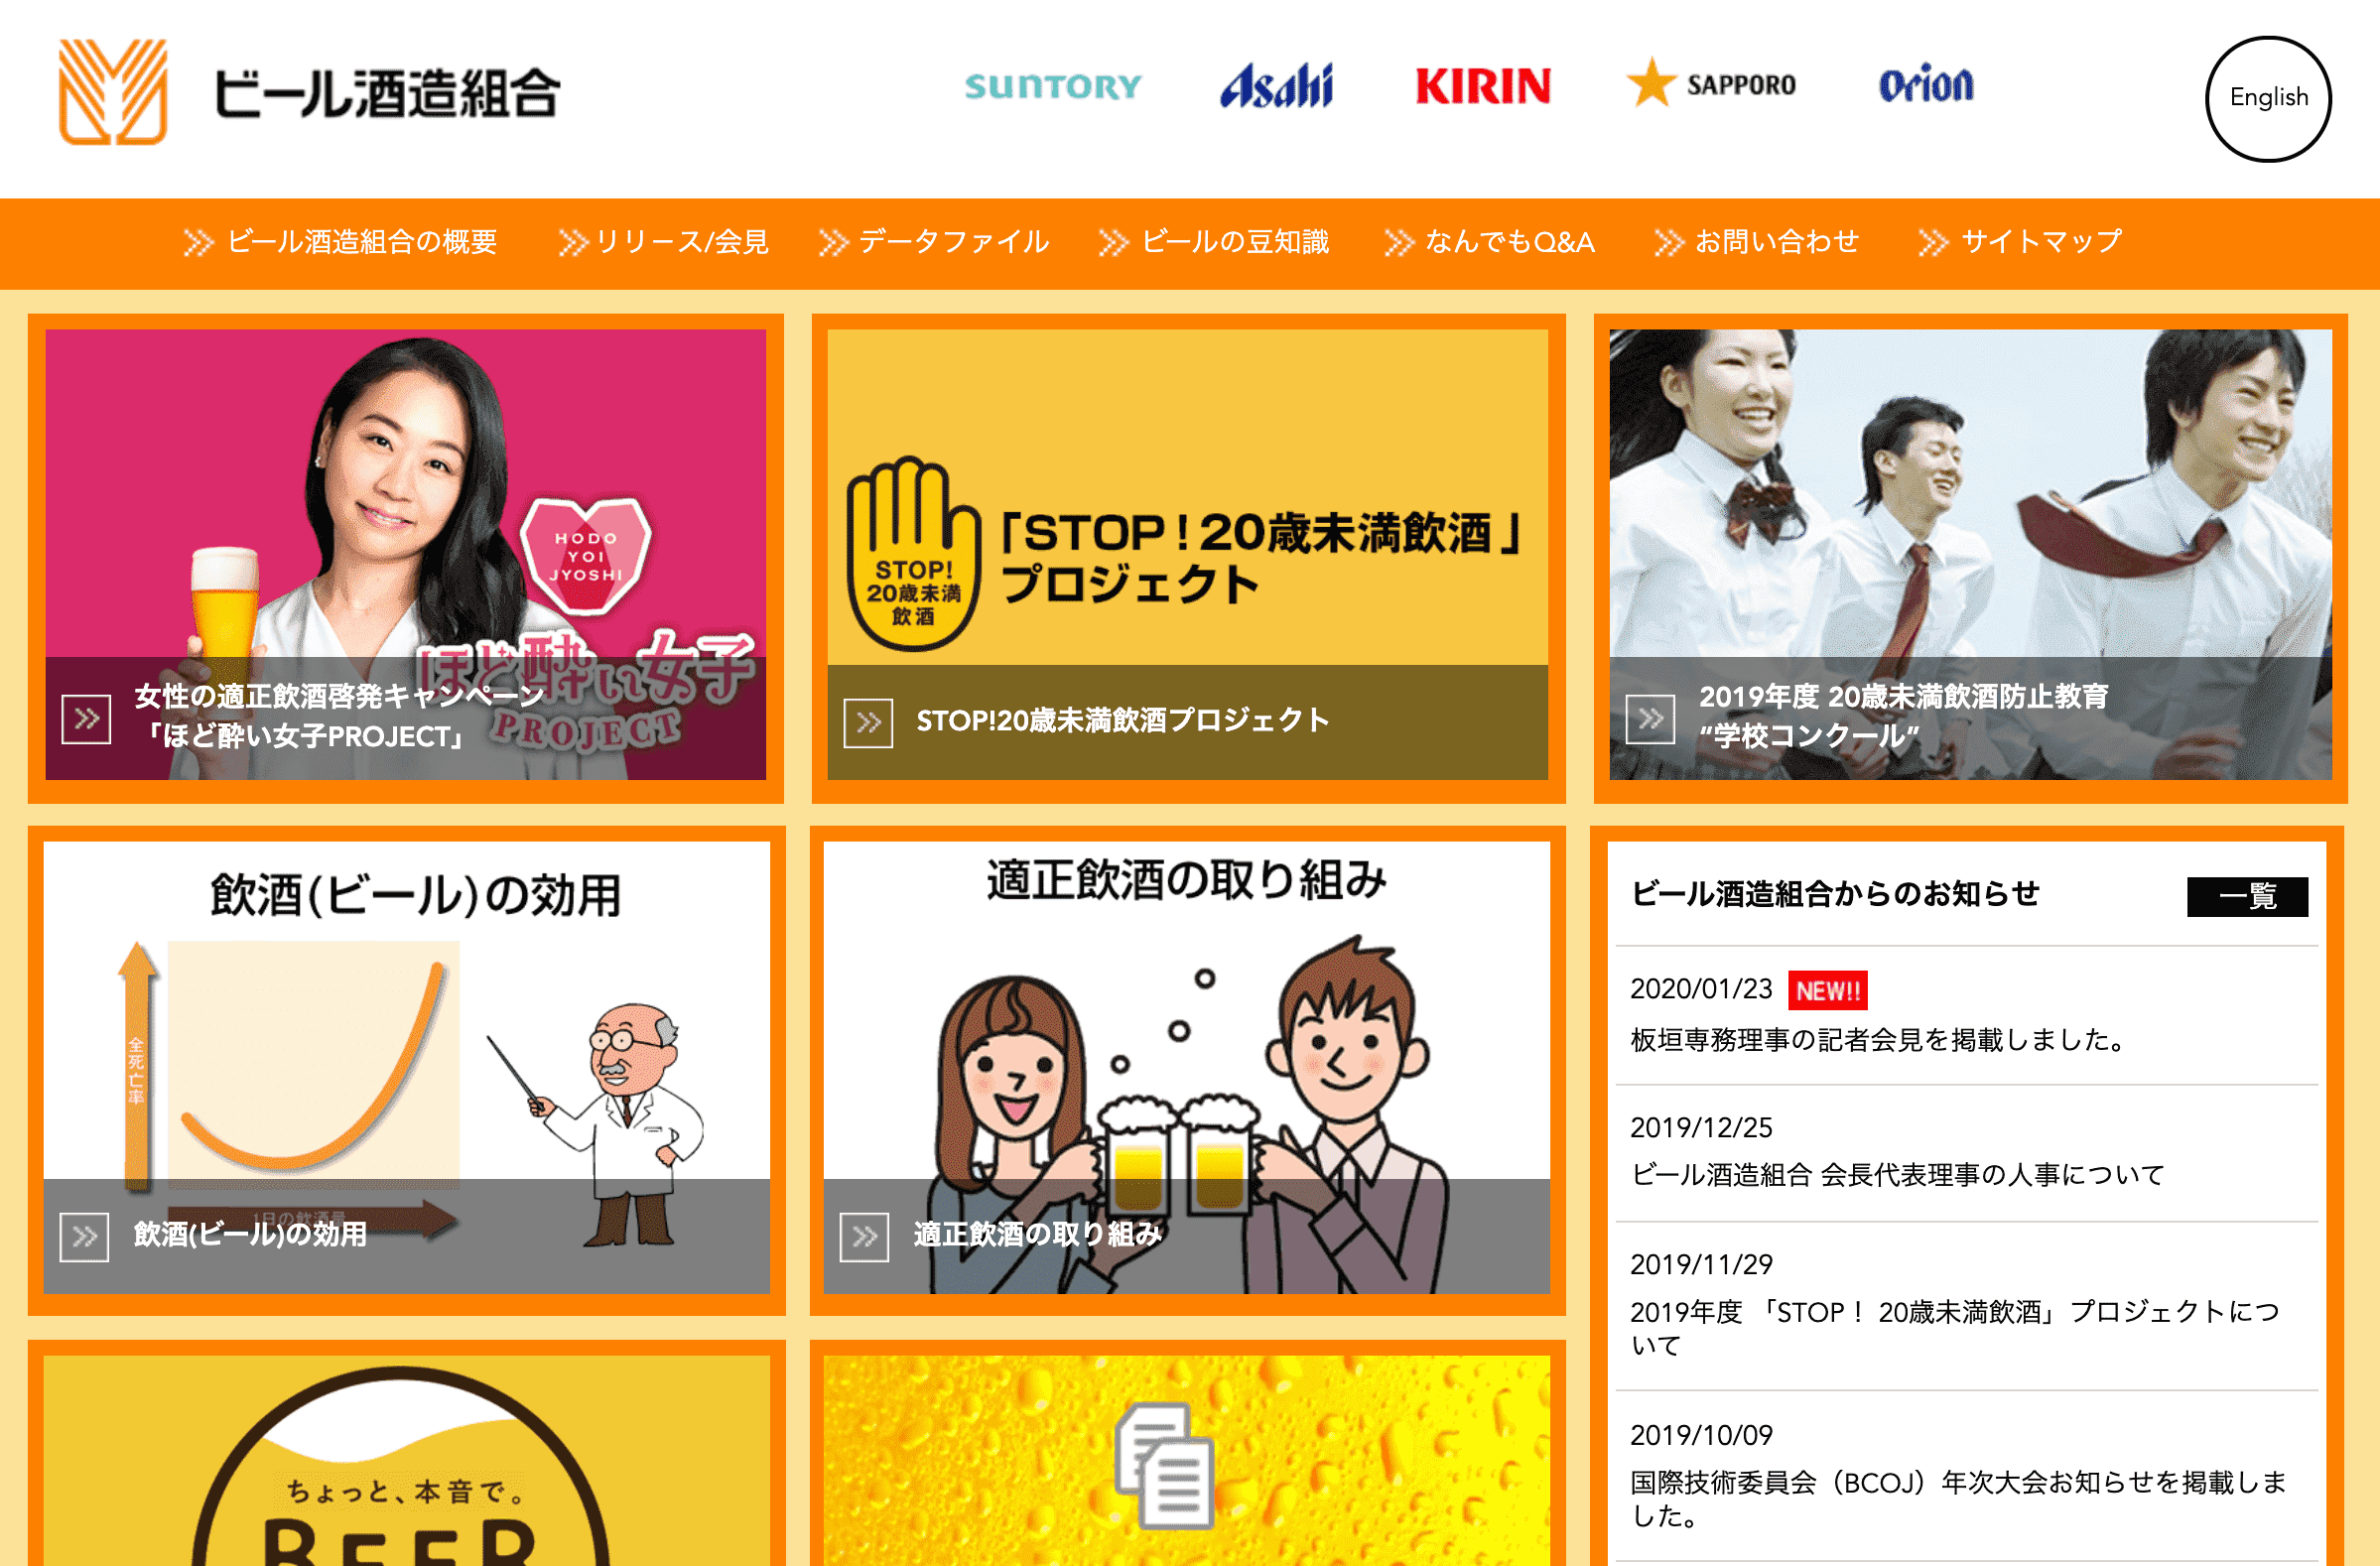 ビール酒造組合
SUNTORY
Asahi
KIRIN
SAPPORO
Orion
English
ビール酒造組合の概要
リリース/会見
データファイル
ビールの豆知識
なんでもQ&A
お問い合わせ
サイトマップ
HODO
YOI
JYOSHI
ほど酔い女子
PROJECT
女性の適正飲酒啓発キャンペーン
「ほど酔い女子PROJECT」
STOP!
20歳未満
飲酒
「STOP！20歳未満飲酒」
プロジェクト
STOP!20歳未満飲酒プロジェクト
2019年度 20歳未満飲酒防止教育
“学校コンクール”
飲酒(ビール)の効用
全死亡率
1日の飲酒量
飲酒(ビール)の効用
適正飲酒の取り組み
適正飲酒の取り組み
ビール酒造組合からのお知らせ
一覧
2020/01/23 NEW!!
板垣専務理事の記者会見を掲載しました。
2019/12/25
ビール酒造組合 会長代表理事の人事について
2019/11/29
2019年度 「STOP！ 20歳未満飲酒」プロジェクトにつ
いて
2019/10/09
国際技術委員会（BCOJ）年次大会お知らせを掲載しま
した。
ちょっと、本音で。
BEER